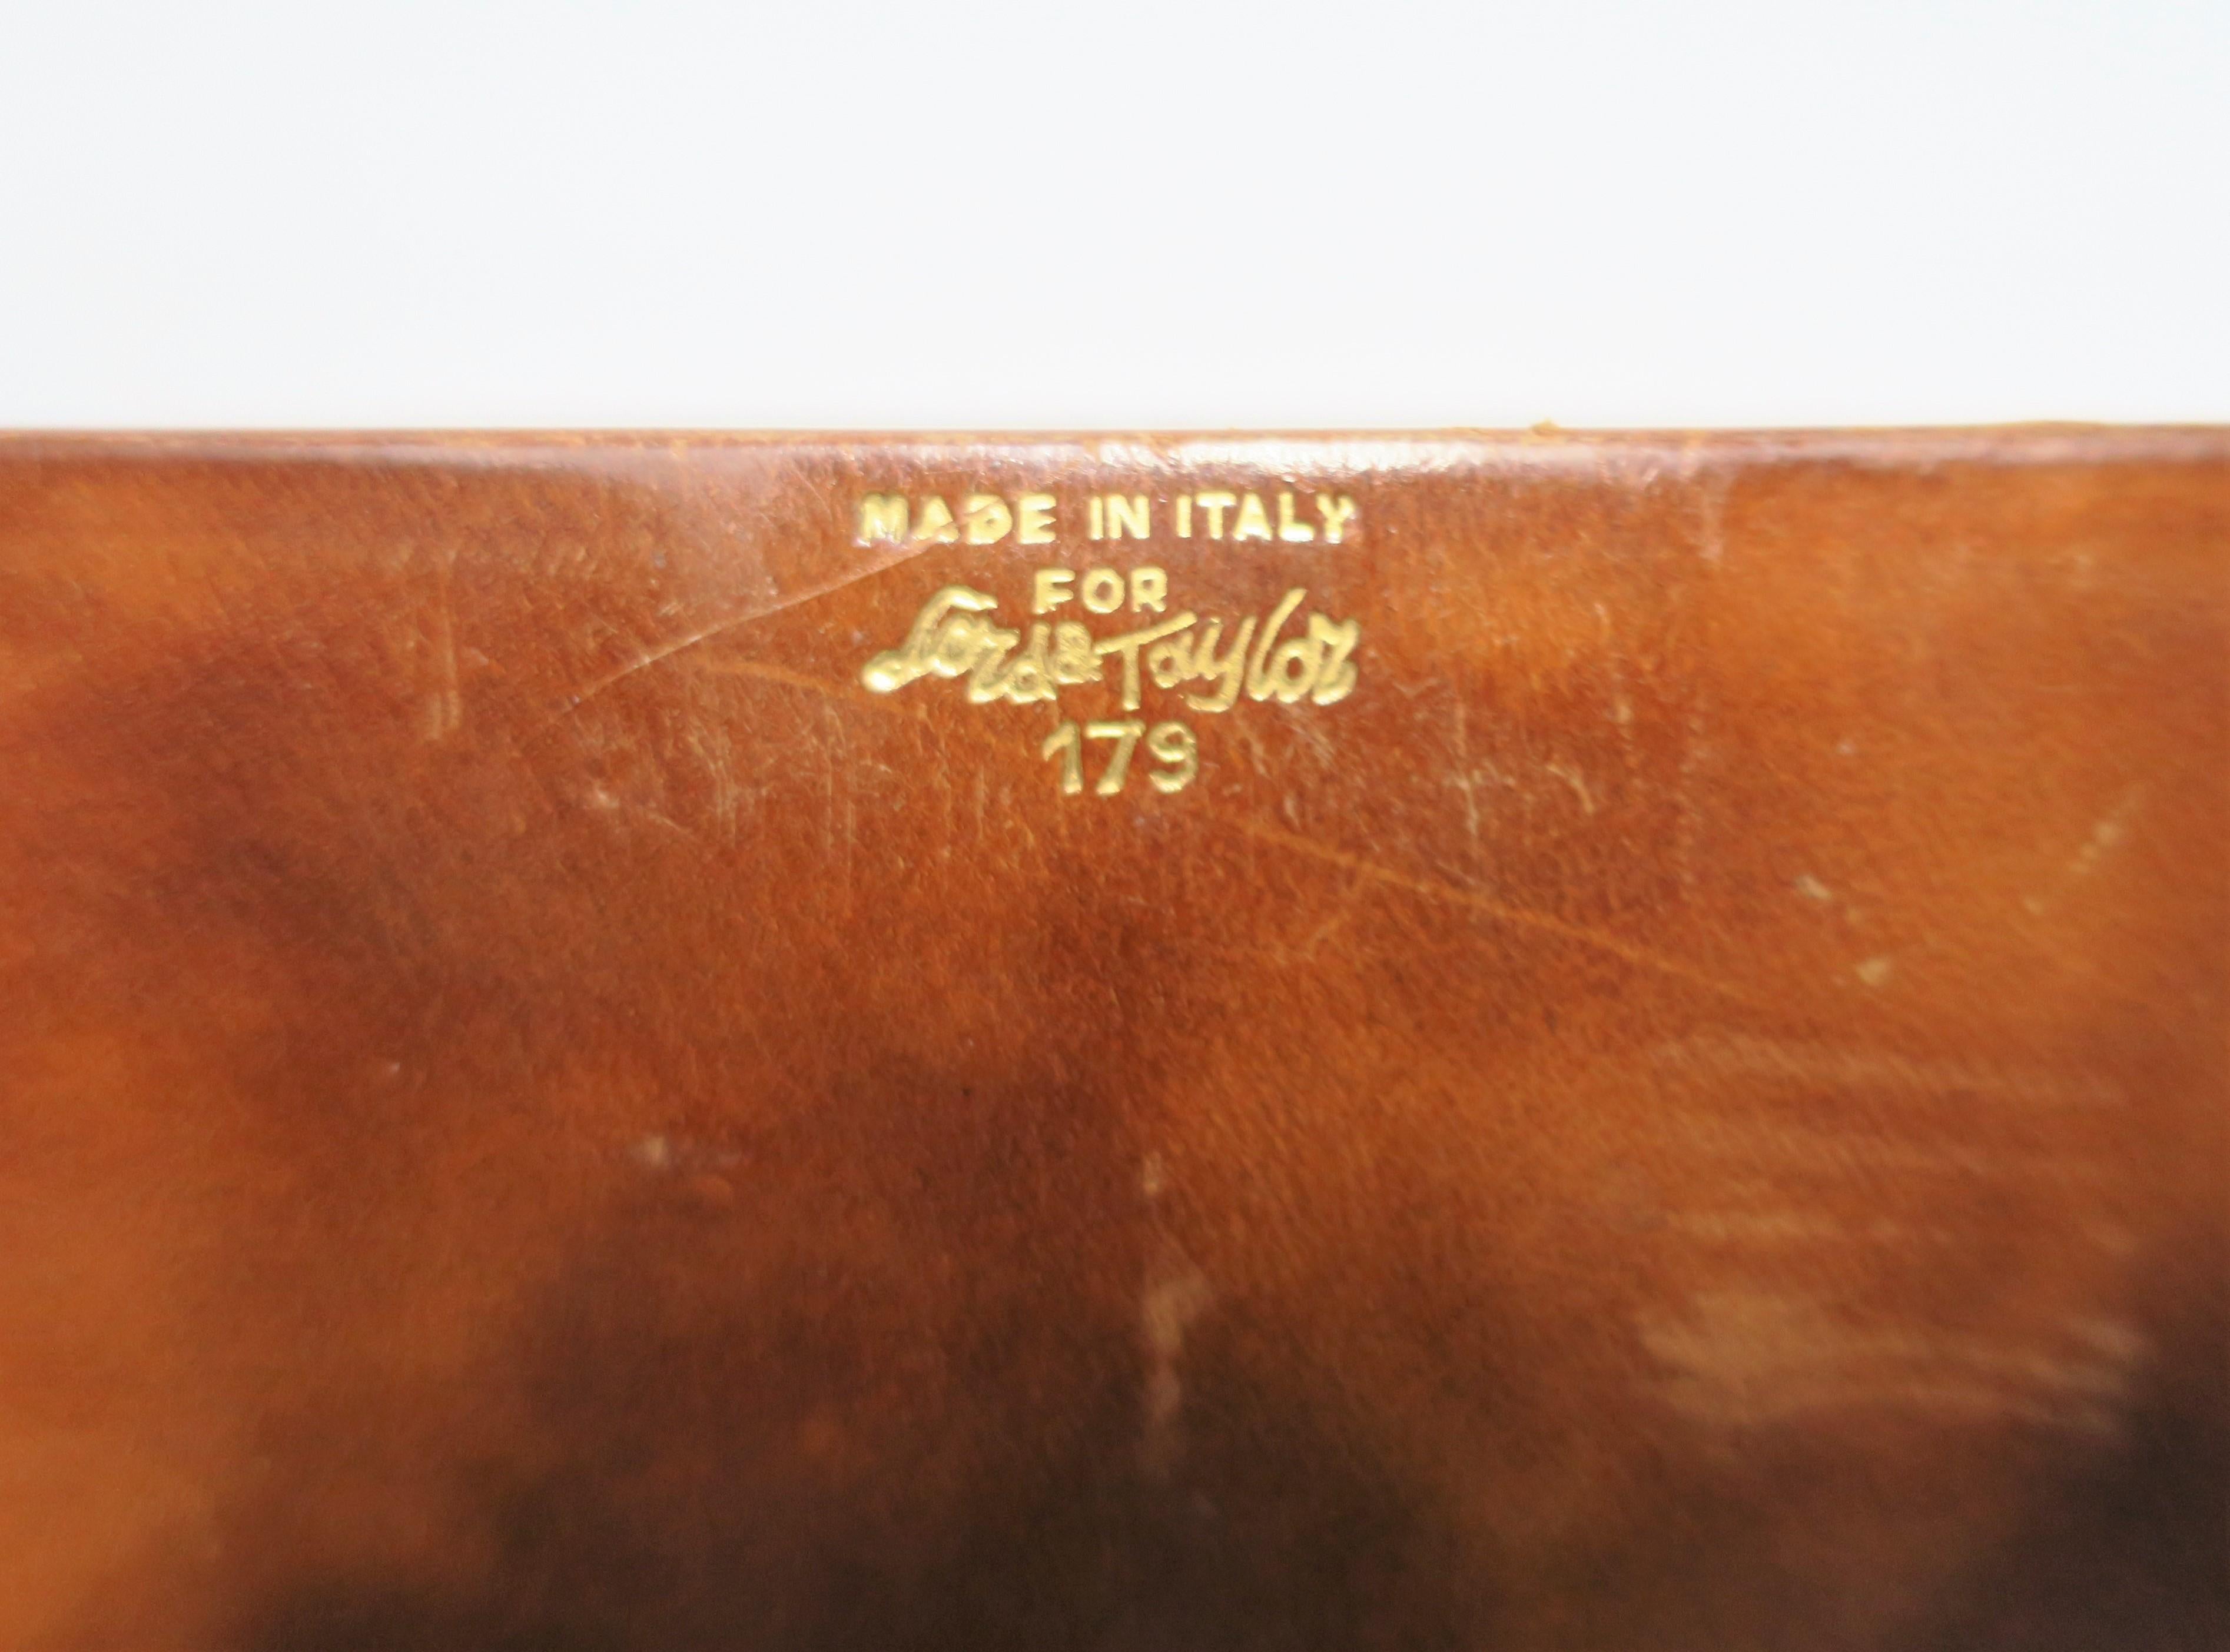 MADE IN ITALY
FOR
Lord & Taylor
179